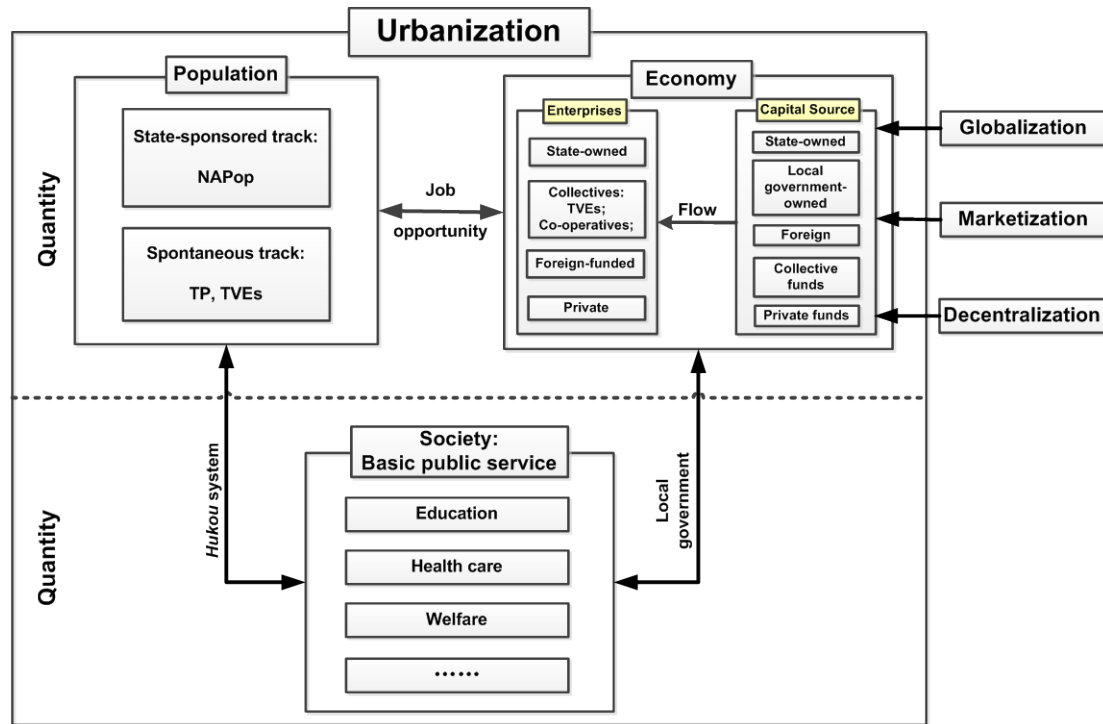 Urbanization
Population
State-sponsored track:
NAPop
Spontaneous track:
TP, TVEs
Quantity
Job
opportunity
Economy
Enterprises
State-owned
Collectives:
TVEs;
Co-operatives;
Foreign-funded
Private
Flow
Capital Source
State-owned
Local
government-
owned
Foreign
Collective
funds
Private funds
Globalization
Marketization
Decentralization
Quantity
Hukou system
Society:
Basic public service
Education
Health care
Welfare
……
Local
government